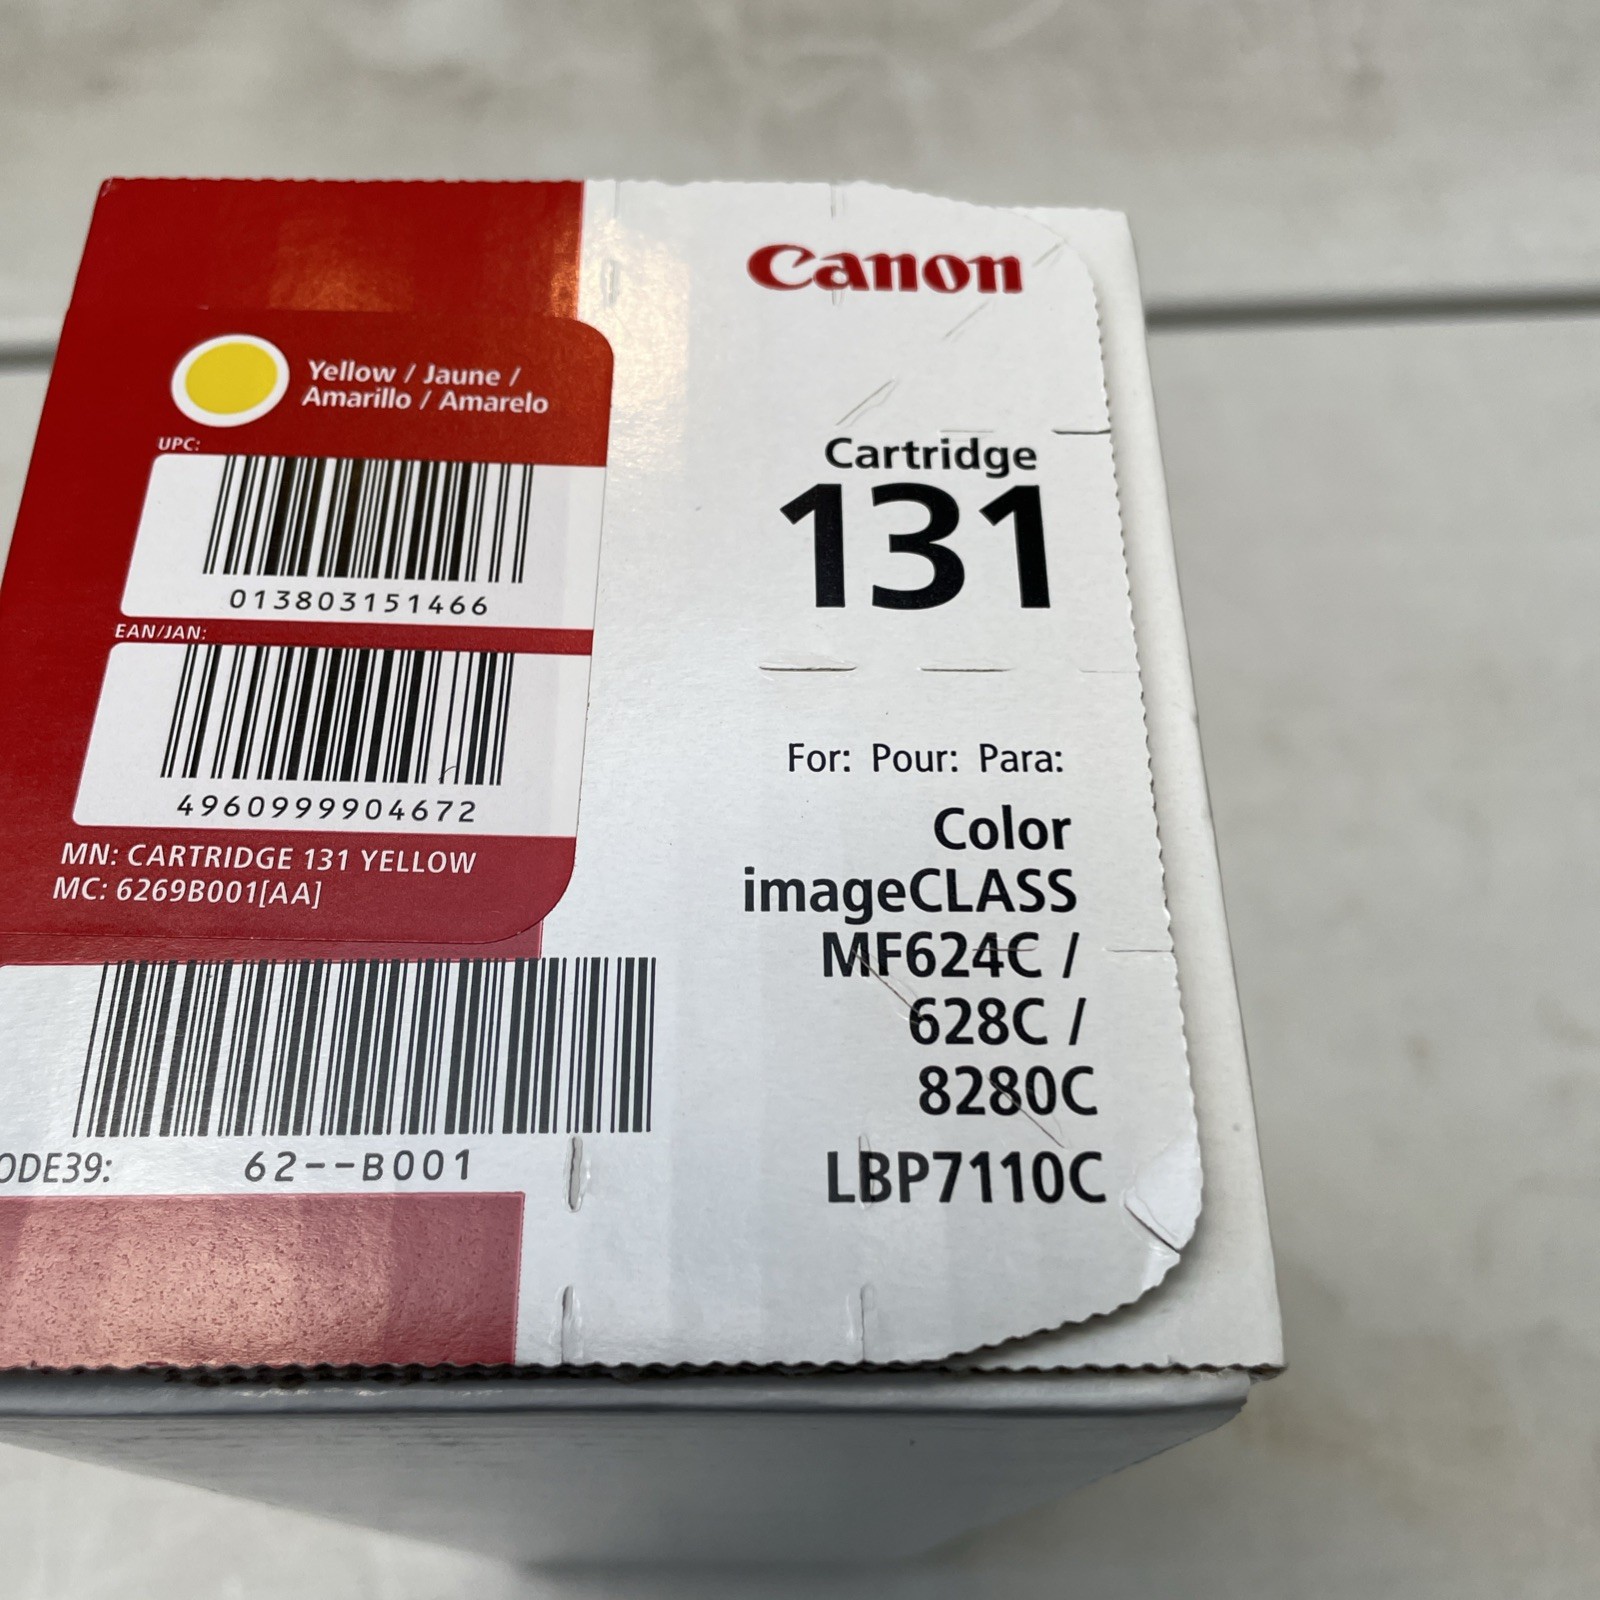 Canon
Yellow / Jaune /
Amarillo / Amarelo
UPC:
013803151466
EAN/JAN:
4960999904672
MN: CARTRIDGE 131 YELLOW
MC: 6269B001[AA]
ODE39: 62--B001
Cartridge
131
For: Pour: Para:
Color
imageCLASS
MF624C /
628C /
8280C
LBP7110C